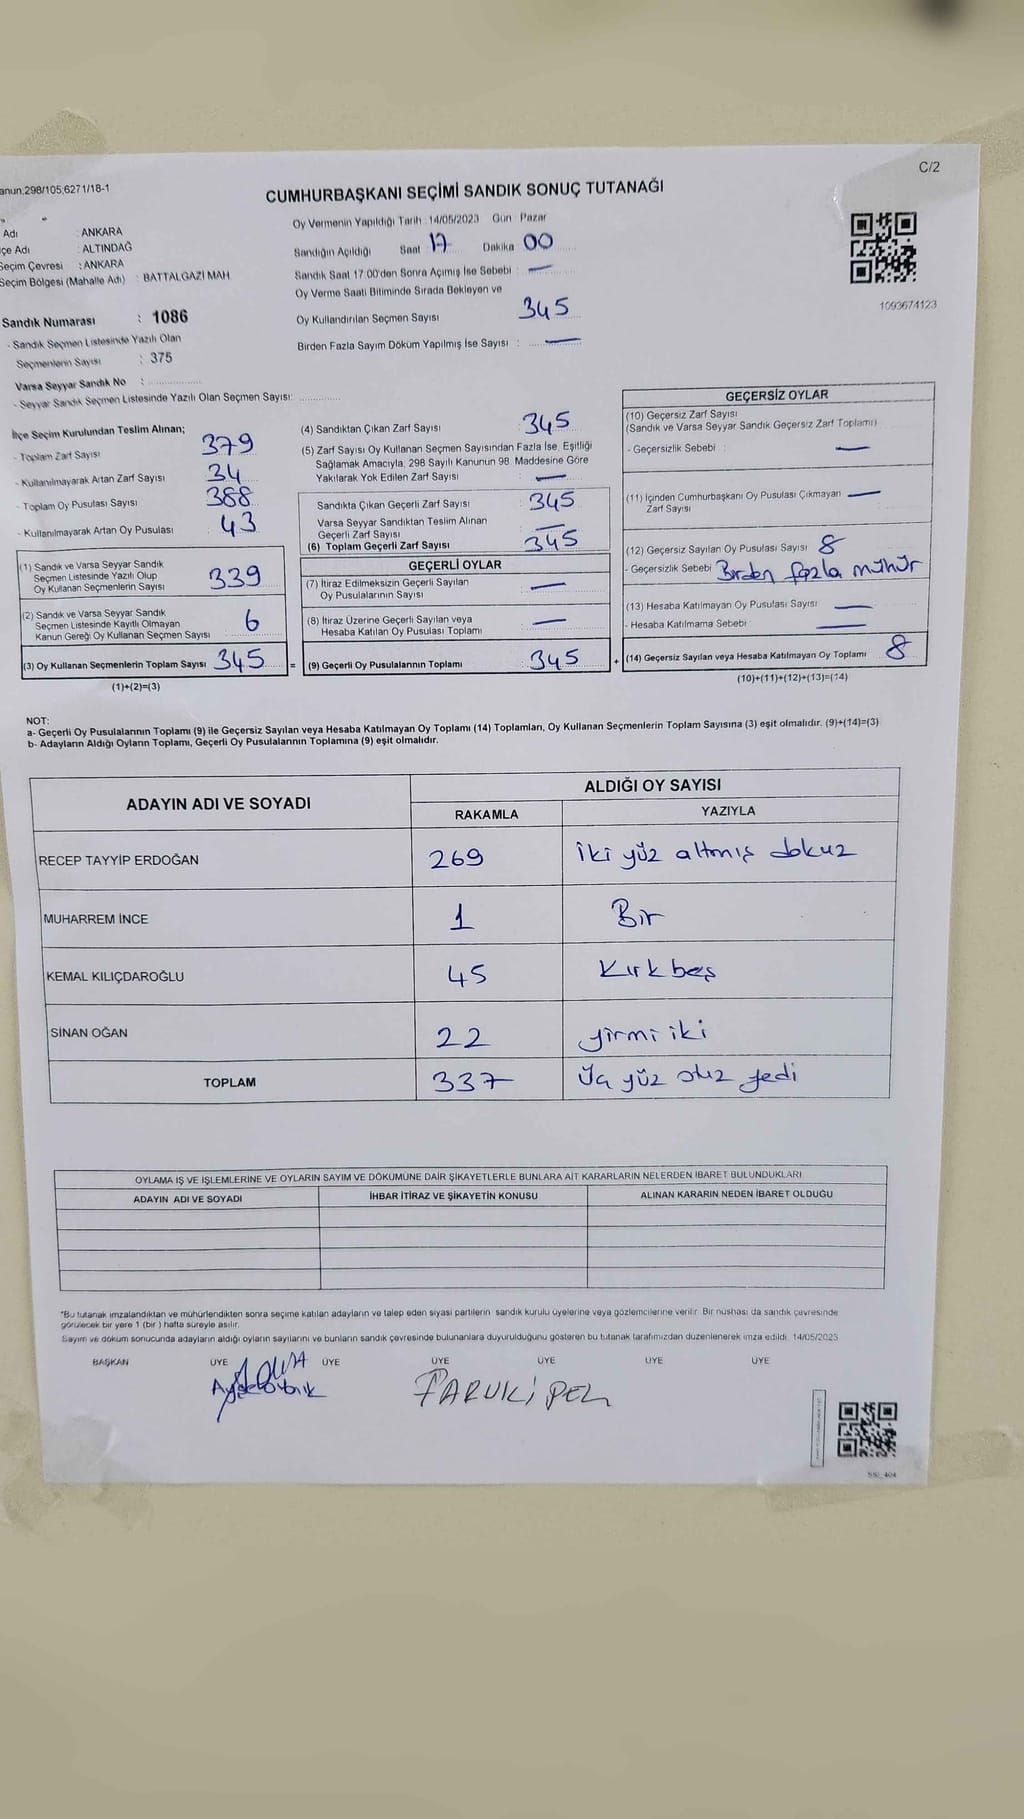 C/2
anun;298/105;6271/18-1
CUMHURBAŞKANI SEÇİMİ SANDIK SONUÇ TUTANAĞI
Adı : ANKARA
çe Adı : ALTINDAĞ
Seçim Çevresi : ANKARA
Seçim Bölgesi (Mahalle Adı) : BATTALGAZİ MAH
Sandık Numarası : 1086
- Sandık Seçmen Listesinde Yazılı Olan
Seçmenlerin Sayısı : 375
Varsa Seyyar Sandık No :
- Seyyar Sandık Seçmen Listesinde Yazılı Olan Seçmen Sayısı:
Oy Vermenin Yapıldığı Tarih : 14/05/2023 Gün : Pazar
Sandığın Açıldığı Saat 17 Dakika 00
Sandık Saat 17:00'den Sonra Açımış İse Sebebi : —
Oy Verme Saati Bitiminde Sırada Bekleyen ve
Oy Kullandırılan Seçmen Sayısı 345
Birden Fazla Sayım Döküm Yapılmış İse Sayısı : —
1093674123
İlçe Seçim Kurulundan Teslim Alınan;
- Toplam Zarf Sayısı 379
- Kullanılmayarak Artan Zarf Sayısı 34
- Toplam Oy Pusulası Sayısı 388
- Kullanılmayarak Artan Oy Pusulası 43
(1) Sandık ve Varsa Seyyar Sandık
Seçmen Listesinde Yazılı Olup
Oy Kullanan Seçmenlerin Sayısı 339
(2) Sandık ve Varsa Seyyar Sandık
Seçmen Listesinde Kayıtlı Olmayan
Kanun Gereği Oy Kullanan Seçmen Sayısı 6
(3) Oy Kullanan Seçmenlerin Toplam Sayısı 345 =
(1)+(2)=(3)
(4) Sandıktan Çıkan Zarf Sayısı 345
(5) Zarf Sayısı Oy Kullanan Seçmen Sayısından Fazla İse, Eşitliği
Sağlamak Amacıyla, 298 Sayılı Kanunun 98. Maddesine Göre
Yakılarak Yok Edilen Zarf Sayısı —
Sandıkta Çıkan Geçerli Zarf Sayısı 345
Varsa Seyyar Sandıktan Teslim Alınan
Geçerli Zarf Sayısı —
(6) Toplam Geçerli Zarf Sayısı 345
GEÇERLİ OYLAR
(7) İtiraz Edilmeksizin Geçerli Sayılan
Oy Pusulalarının Sayısı —
(8) İtiraz Üzerine Geçerli Sayılan veya
Hesaba Katılan Oy Pusulası Toplamı —
(9) Geçerli Oy Pusulalarının Toplamı 345 +
GEÇERSİZ OYLAR
(10) Geçersiz Zarf Sayısı
(Sandık ve Varsa Seyyar Sandık Geçersiz Zarf Toplamı)
- Geçersizlik Sebebi : —
(11) İçinden Cumhurbaşkanı Oy Pusulası Çıkmayan —
Zarf Sayısı
(12) Geçersiz Sayılan Oy Pusulası Sayısı 8
- Geçersizlik Sebebi Birden fazla mühür
(13) Hesaba Katılmayan Oy Pusulası Sayısı —
- Hesaba Katılmama Sebebi —
(14) Geçersiz Sayılan veya Hesaba Katılmayan Oy Toplamı 8
(10)+(11)+(12)+(13)=(14)
NOT:
a- Geçerli Oy Pusulalarının Toplamı (9) ile Geçersiz Sayılan veya Hesaba Katılmayan Oy Toplamı (14) Toplamları, Oy Kullanan Seçmenlerin Toplam Sayısına (3) eşit olmalıdır. (9)+(14)=(3)
b- Adayların Aldığı Oyların Toplamı, Geçerli Oy Pusulalarının Toplamına (9) eşit olmalıdır.
ADAYIN ADI VE SOYADI
ALDIĞI OY SAYISI
RAKAMLA YAZIYLA
RECEP TAYYİP ERDOĞAN 269 iki yüz altmış dokuz
MUHARREM İNCE 1 Bir
KEMAL KILIÇDAROĞLU 45 Kırk beş
SİNAN OĞAN 22 yirmi iki
TOPLAM 337 Üç yüz otuz yedi
OYLAMA İŞ VE İŞLEMLERİNE VE OYLARIN SAYIM VE DÖKÜMÜNE DAİR ŞİKAYETLERLE BUNLARA AİT KARARLARIN NELERDEN İBARET BULUNDUKLARI
ADAYIN ADI VE SOYADI İHBAR İTİRAZ VE ŞİKAYETİN KONUSU ALINAN KARARIN NEDEN İBARET OLDUĞU
*Bu tutanak imzalandıktan ve mühürlendikten sonra seçime katılan adayların ve talep eden siyasi partilerin sandık kurulu üyelerine veya gözlemcilerine verilir. Bir nüshası da sandık çevresinde
görülecek bir yere 1 (bir ) hafta süreyle asılır.
Sayım ve döküm sonucunda adayların aldığı oyların sayılarını ve bunların sandık çevresinde bulunanlara duyurulduğunu gösteren bu tutanak tarafımızdan düzenlenerek imza edildi. 14/05/2023
BAŞKAN ÜYE ÜYE ÜYE ÜYE ÜYE ÜYE
FARUK İPEK